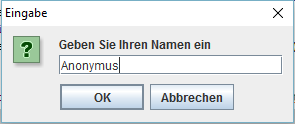 Eingabe
Geben Sie Ihren Namen ein
?
Anonymus
OK Abbrechen